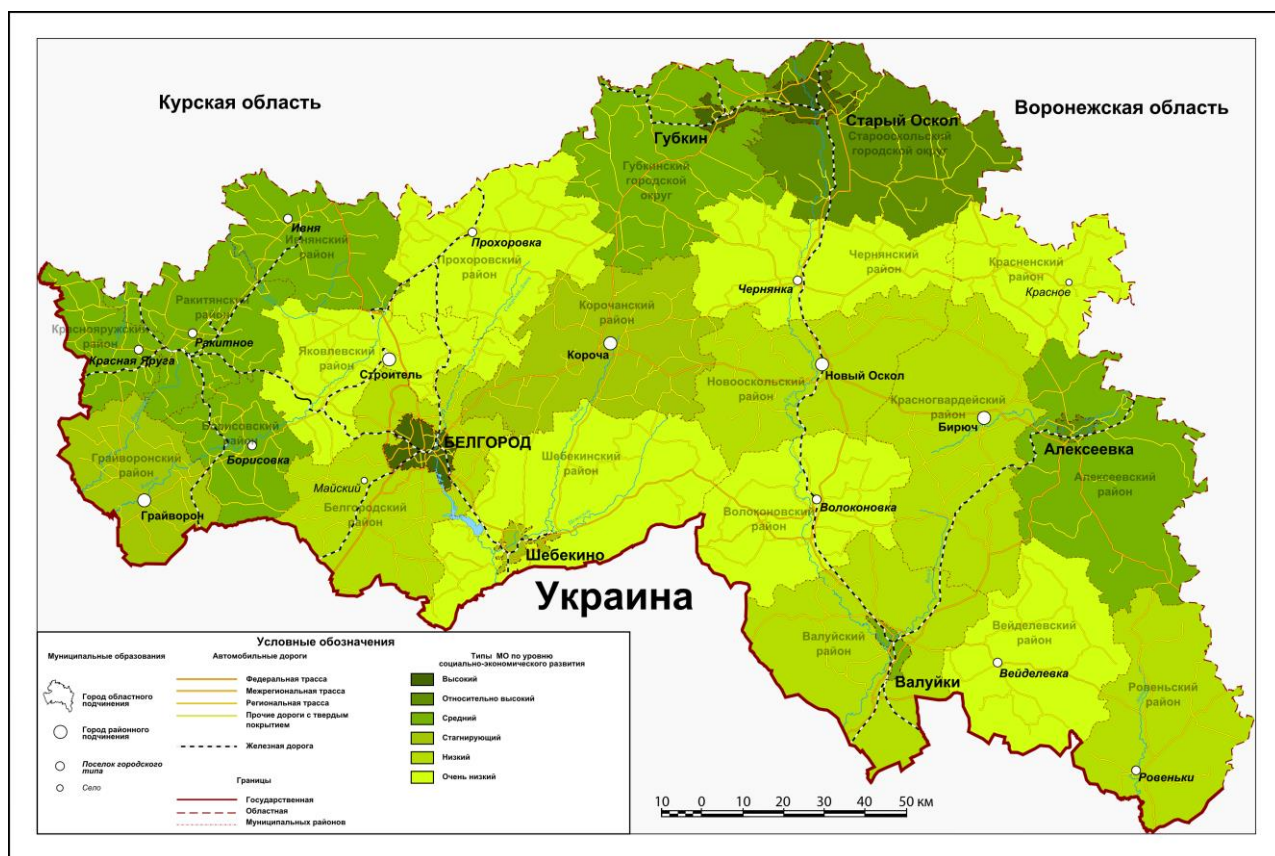 Курская область
Воронежская область
Губкин
Старый Оскол
Старооскольский
городской округ
Губкинский
городской
округ
Ивня
Ивнянский
район
Прохоровка
Прохоровский
район
Чернянский
район
Чернянка
Красненский
район
Красное
Ракитянский
район
Ракитное
Краснояружский
район
Красная Яруга
Корочанский
район
Короча
Яковлевский
район
Строитель
Новооскольский
район
Новый Оскол
Красногвардейский
район
Бирюч
Борисовский
район
Борисовка
БЕЛГОРОД
Алексеевка
Алексеевский
район
Грайворонский
район
Грайворон
Майский
Белгородский
район
Шебекинский
район
Шебекино
Волоконовский
район
Волоконовка
Украина
Валуйский
район
Валуйки
Вейделевский
район
Вейделевка
Ровеньский
район
Ровеньки
Условные обозначения
Муниципальные образования
Город областного
подчинения
Город районного
подчинения
Поселок городского
типа
Село
Автомобильные дороги
Федеральная трасса
Межрегиональная трасса
Региональная трасса
Прочие дороги с твердым
покрытием
Железная дорога
Границы
Государственная
Областная
Муниципальных районов
Типы МО по уровню
социально-экономического развития
Высокий
Относительно высокий
Средний
Стагнирующий
Низкий
Очень низкий
10 0 10 20 30 40 50 км